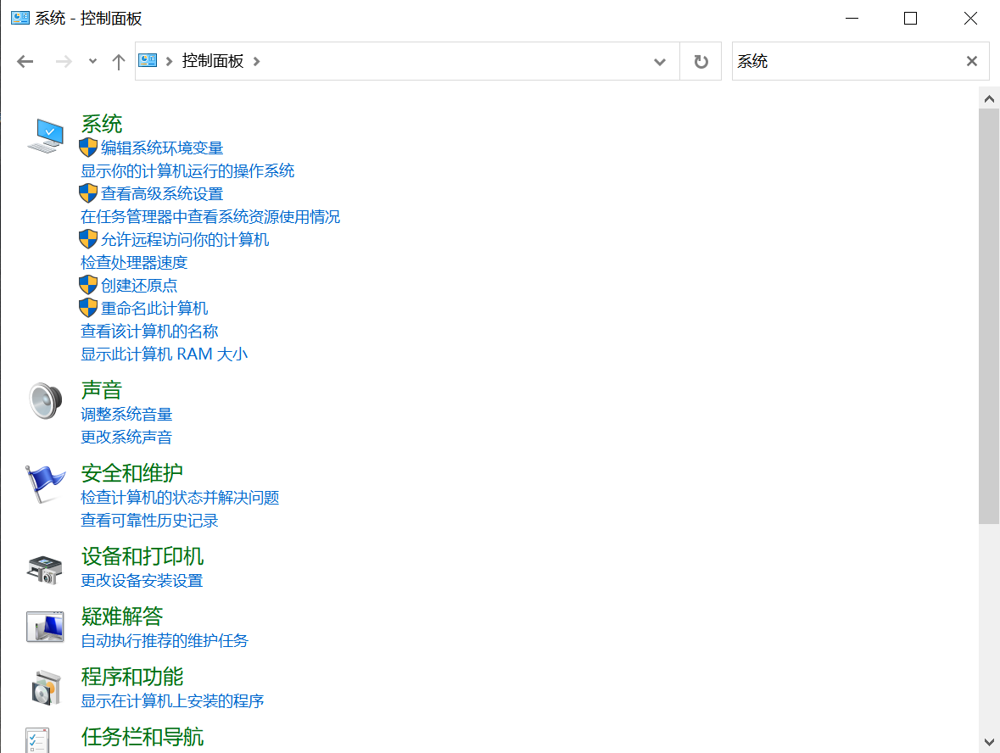 系统 - 控制面板
控制面板
系统
系统
编辑系统环境变量
显示你的计算机运行的操作系统
查看高级系统设置
在任务管理器中查看系统资源使用情况
允许远程访问你的计算机
检查处理器速度
创建还原点
重命名此计算机
查看该计算机的名称
显示此计算机 RAM 大小
声音
调整系统音量
更改系统声音
安全和维护
检查计算机的状态并解决问题
查看可靠性历史记录
设备和打印机
更改设备安装设置
疑难解答
自动执行推荐的维护任务
程序和功能
显示在计算机上安装的程序
任务栏和导航